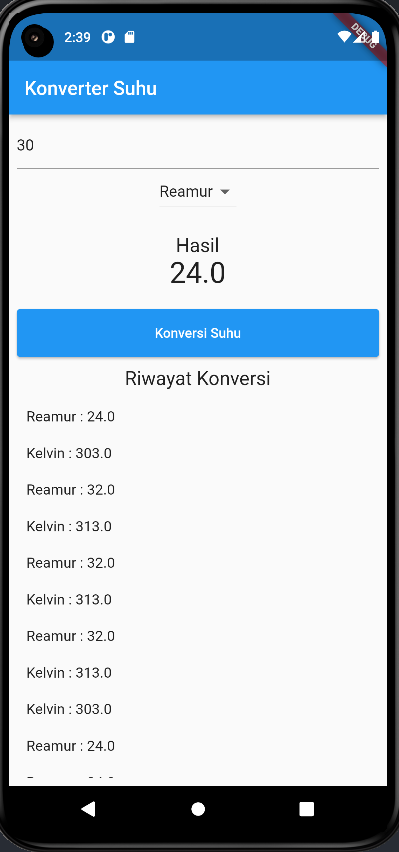 2:39
DEBUG
Konverter Suhu
30
Reamur
Hasil
24.0
Konversi Suhu
Riwayat Konversi
Reamur : 24.0
Kelvin : 303.0
Reamur : 32.0
Kelvin : 313.0
Reamur : 32.0
Kelvin : 313.0
Reamur : 32.0
Kelvin : 313.0
Kelvin : 303.0
Reamur : 24.0